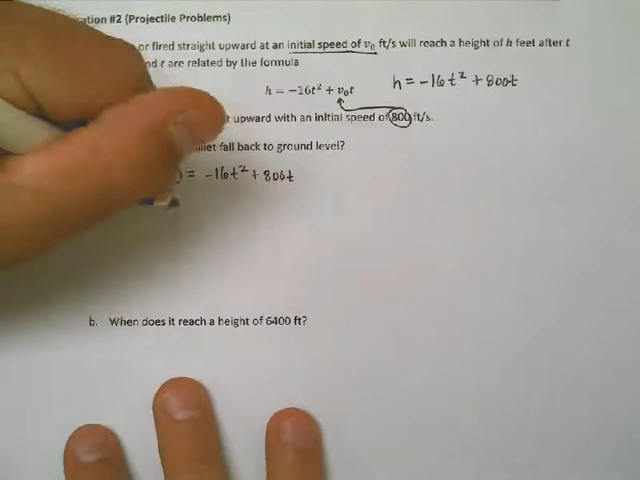 ation #2 (Projectile Problems)
or fired straight upward at an initial speed of v₀ ft/s will reach a height of h feet after t
nd t are related by the formula
h = −16t² + v₀t
h = −16t² + 800t
t upward with an initial speed of 800 ft/s.
llet fall back to ground level?
= −16t² + 800t
b. When does it reach a height of 6400 ft?